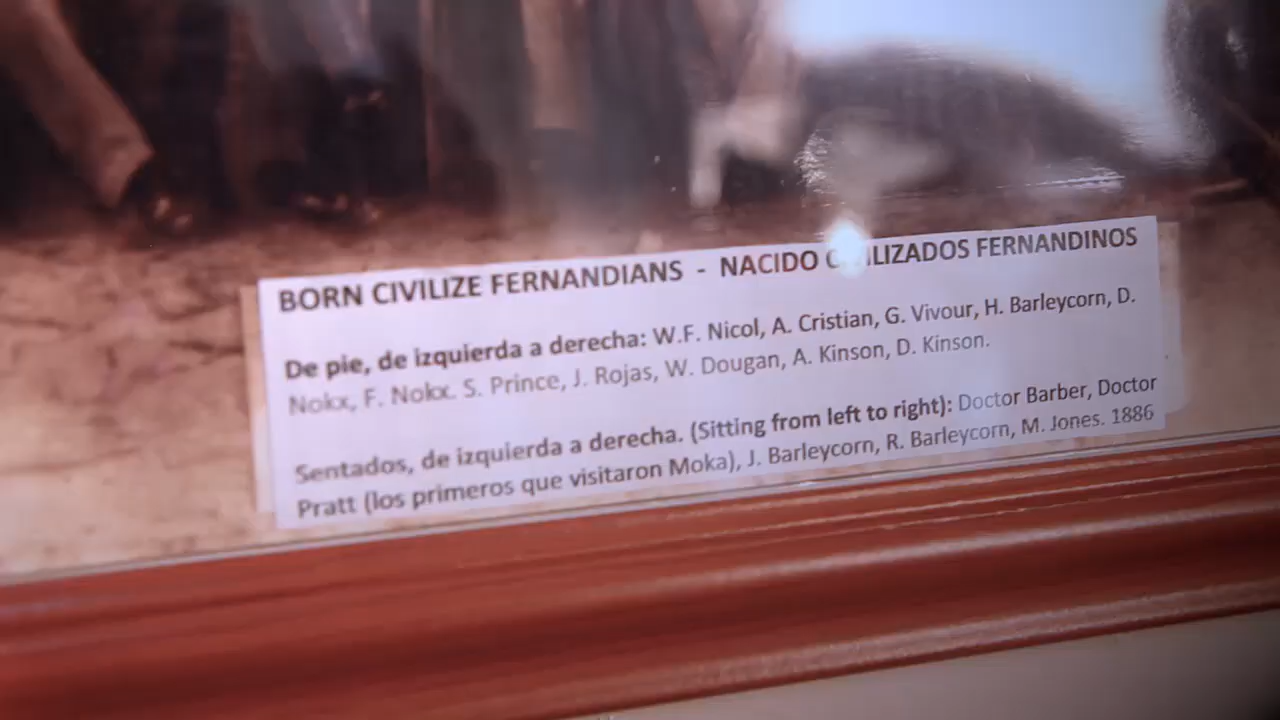 BORN CIVILIZE FERNANDIANS - NACIDO CIVILIZADOS FERNANDINOS
De pie, de izquierda a derecha: W.F. Nicol, A. Cristian, G. Vivour, H. Barleycorn, D.
Nokx, F. Nokx. S. Prince, J. Rojas, W. Dougan, A. Kinson, D. Kinson.
Sentados, de izquierda a derecha. (Sitting from left to right): Doctor Barber, Doctor
Pratt (los primeros que visitaron Moka), J. Barleycorn, R. Barleycorn, M. Jones. 1886